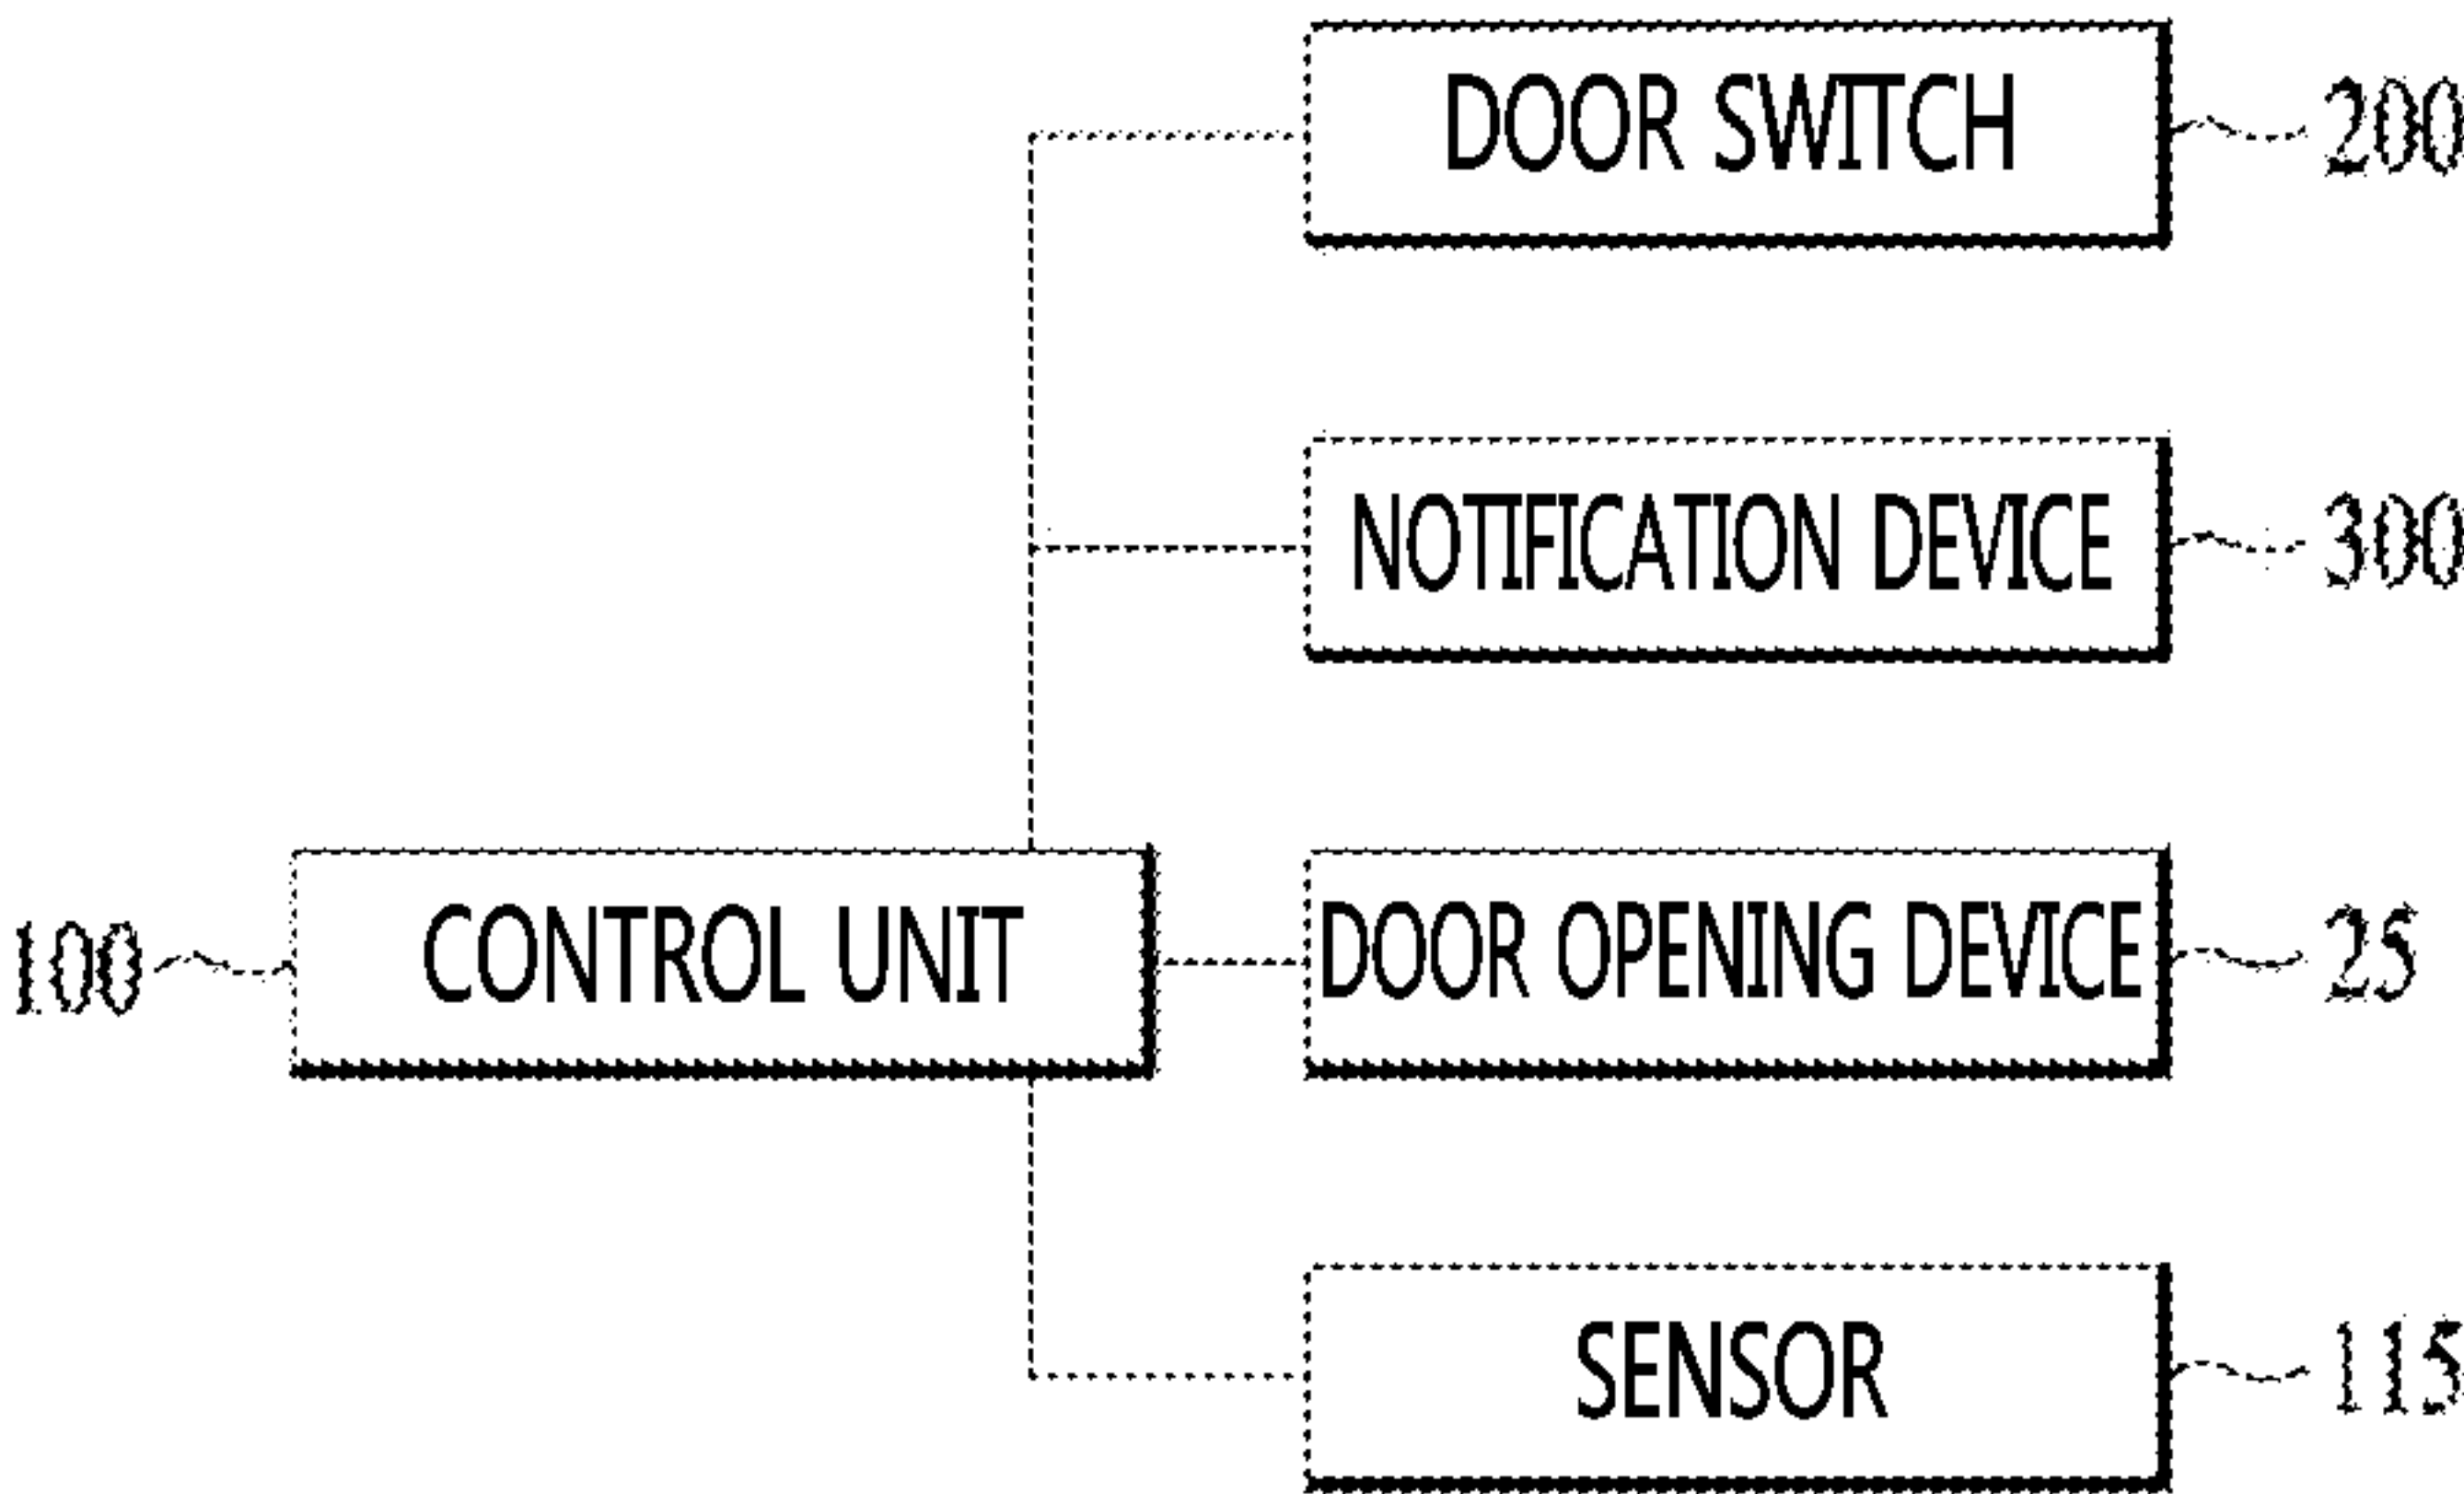 DOOR SWITCH 200
NOTIFICATION DEVICE 300
100 CONTROL UNIT DOOR OPENING DEVICE 25
SENSOR 115